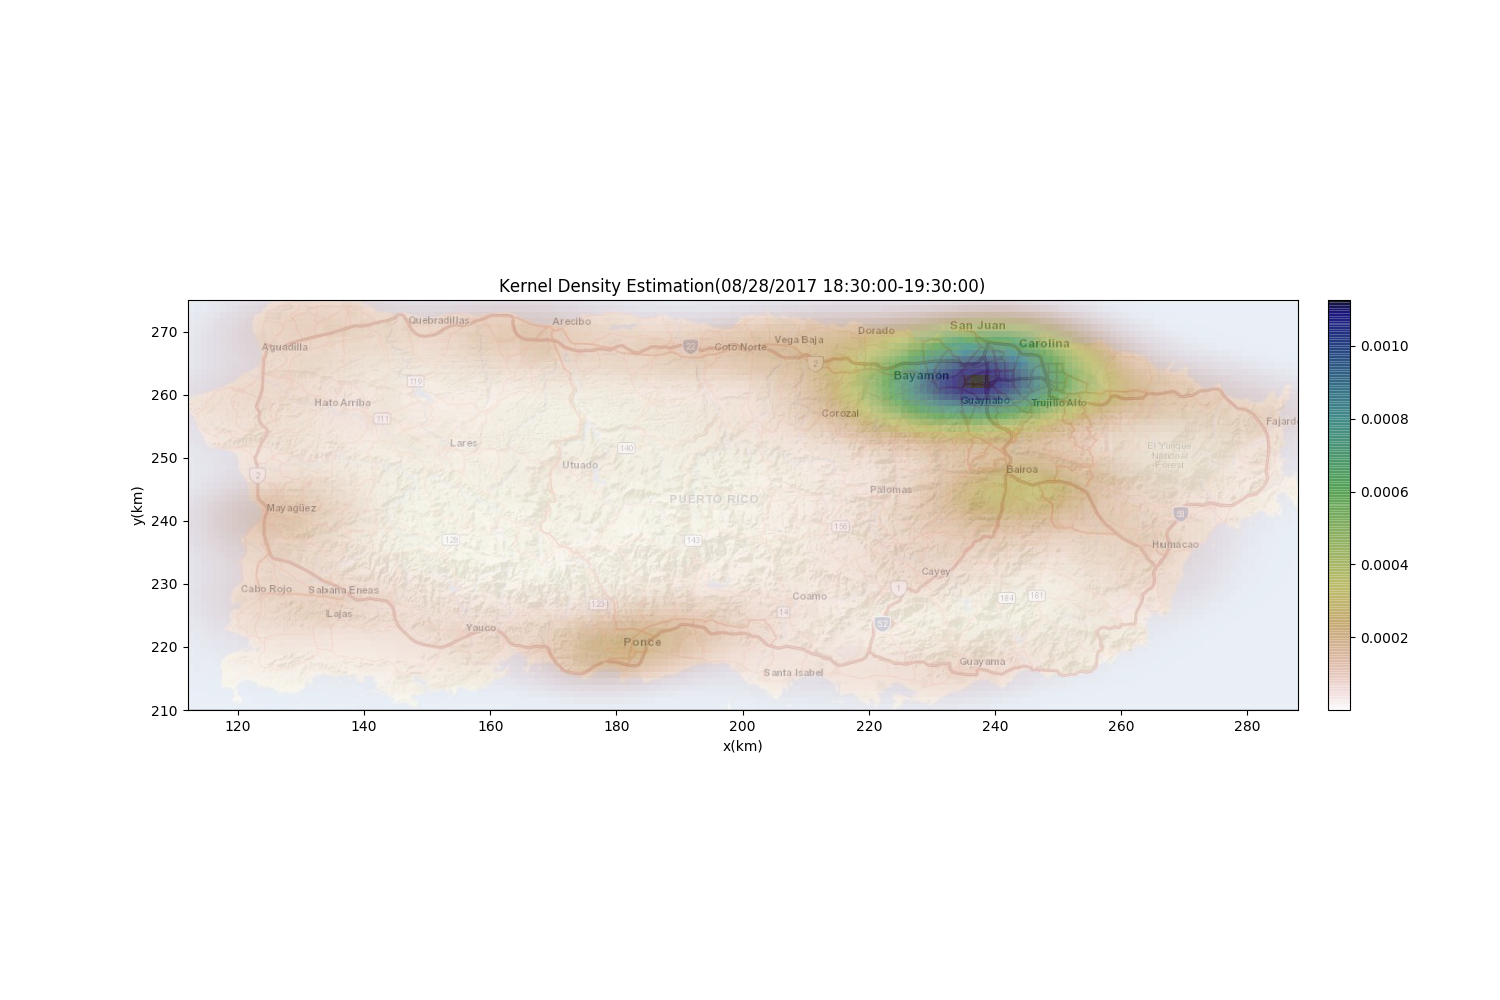 Kernel Density Estimation(08/28/2017 18:30:00-19:30:00)
270
260
250
240
230
220
210
y(km)
120
140
160
180
200
220
240
260
280
x(km)
0.0010
0.0008
0.0006
0.0004
0.0002
Quebradillas
Arecibo
San Juan
Dorado
Vega Baja
Carolina
Aguadilla
22
Coto Norte
2
Bayamon
Hato Arriba
111
Guaynabo
Trujillo Alto
Corozal
Fajard
Lares
140
El Yunque
National
Forest
Utuado
Bairoa
2
Palomas
PUERTO RICO
Mayagüez
156
53
128
143
Humacao
Cayey
Cabo Rojo
Sabana Eneas
Coamo
1
184
181
123
14
Lajas
52
Yauco
Ponce
Guayama
Santa Isabel